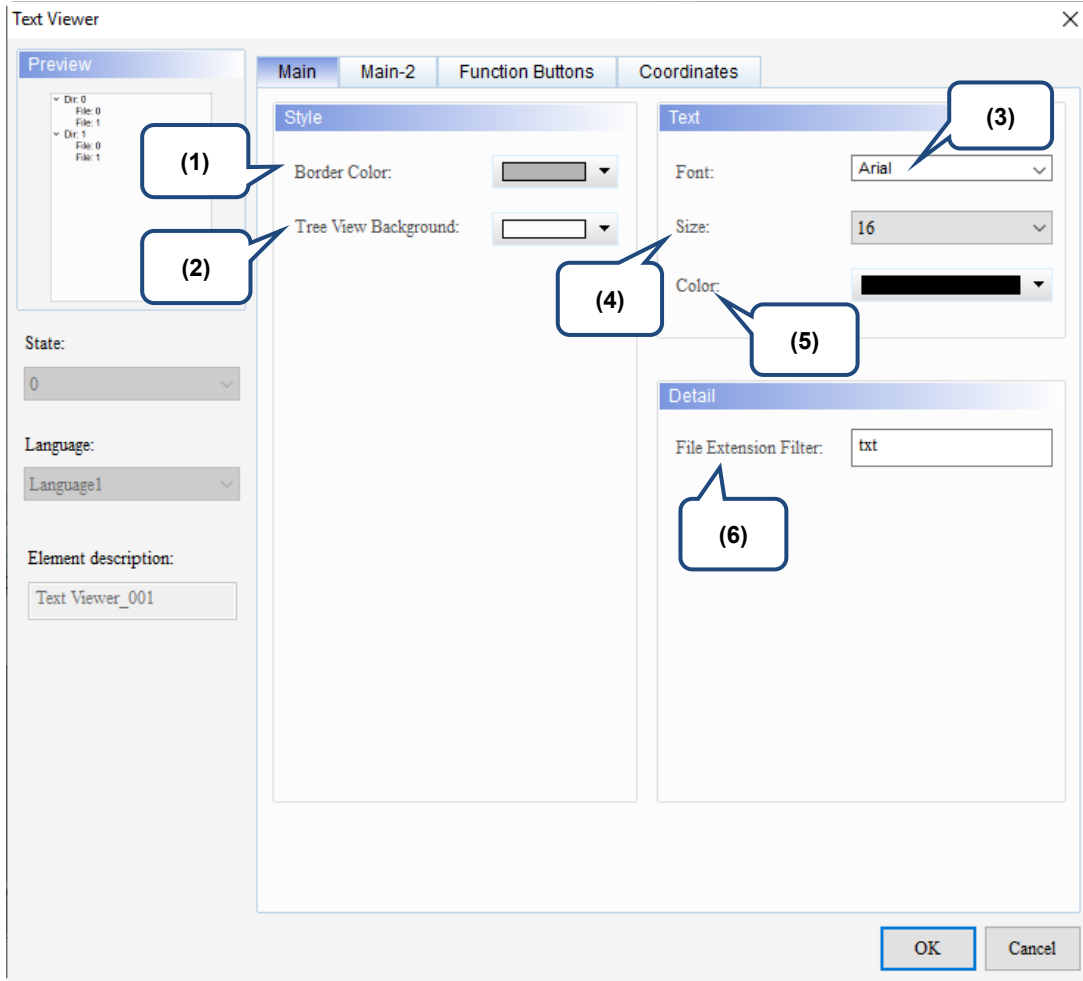 Text Viewer
Preview
Dir: 0
File: 0
File: 1
Dir: 1
File: 0
File: 1
State:
0
Language:
Language1
Element description:
Text Viewer_001
Main Main-2 Function Buttons Coordinates
Style
(1)
Border Color:
(2)
Tree View Background:
Text
(3)
Font: Arial
Size: 16
(4)
Color:
(5)
Detail
File Extension Filter: txt
(6)
OK Cancel